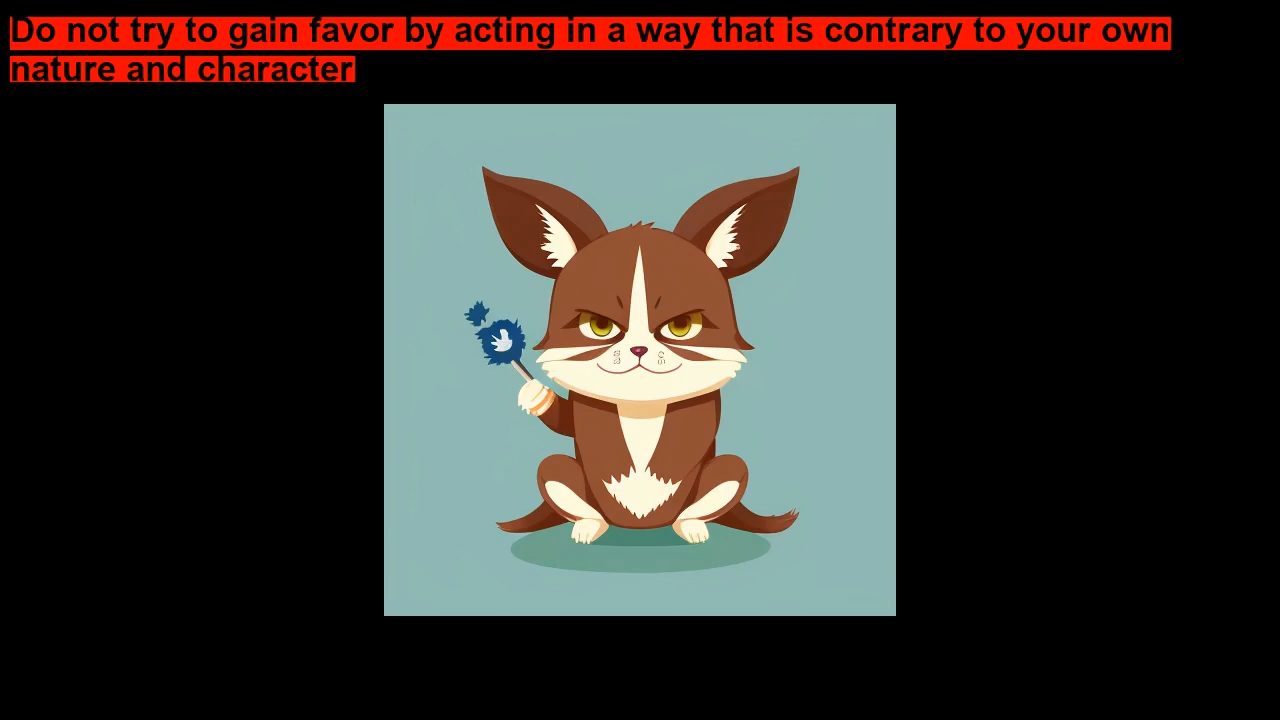 Do not try to gain favor by acting in a way that is contrary to your own
nature and character